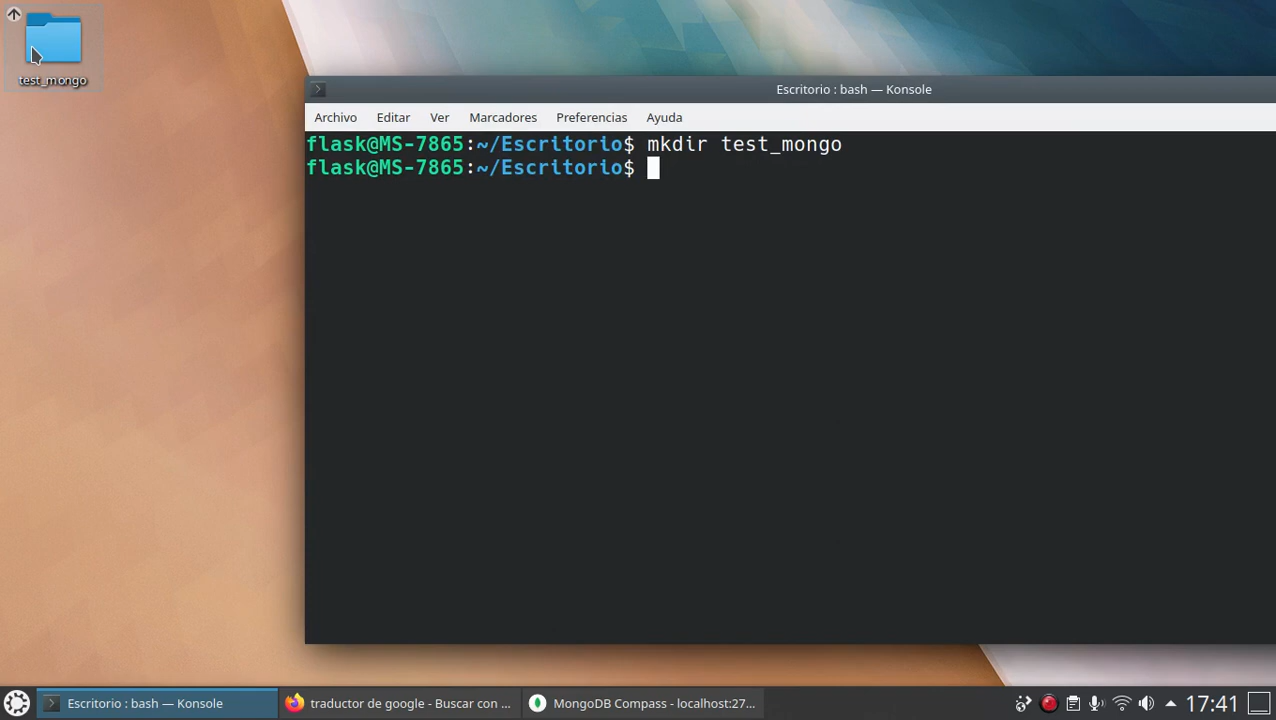 test_mongo
Escritorio : bash — Konsole
Archivo Editar Ver Marcadores Preferencias Ayuda
flask@MS-7865:~/Escritorio$ mkdir test_mongo
flask@MS-7865:~/Escritorio$
Escritorio : bash — Konsole traductor de google - Buscar con ... MongoDB Compass - localhost:27... 17:41